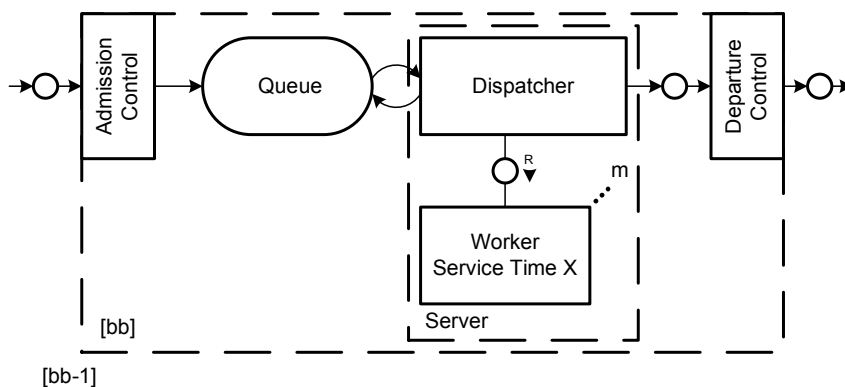 Admission
Control
Queue
Dispatcher
Departure
Control
R
m
Worker
Service Time X
Server
[bb]
[bb-1]